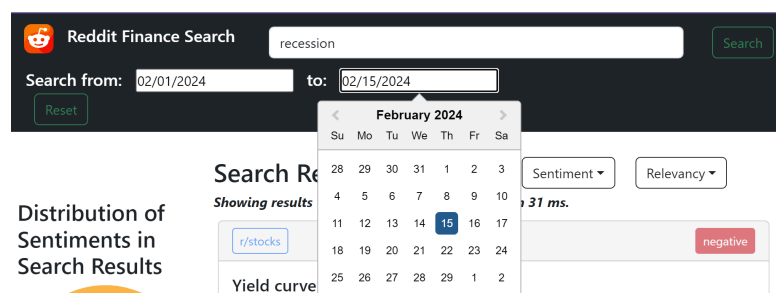 Reddit Finance Search
recession
Search
Search from:
02/01/2024
to:
02/15/2024
Reset
February 2024
Su Mo Tu We Th Fr Sa
28 29 30 31 1 2 3
4 5 6 7 8 9 10
11 12 13 14 15 16 17
18 19 20 21 22 23 24
25 26 27 28 29 1 2
Search Re
Sentiment
Relevancy
Showing results
31 ms.
Distribution of
Sentiments in
Search Results
r/stocks
negative
Yield curve